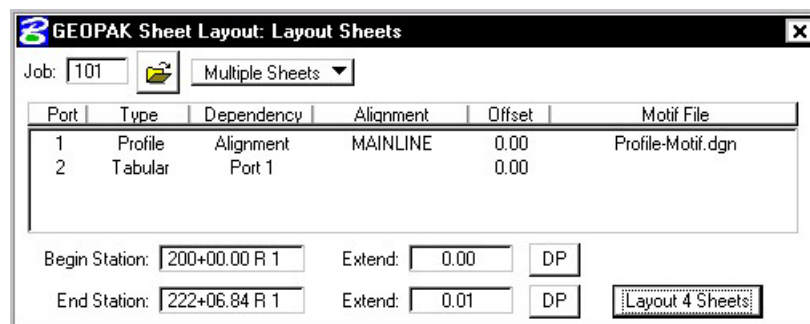 GEOPAK Sheet Layout: Layout Sheets
Job: 101 Multiple Sheets
Port Type Dependency Alignment Offset Motif File
1 Profile Alignment MAINLINE 0.00 Profile-Motif.dgn
2 Tabular Port 1 0.00
Begin Station: 200+00.00 R 1 Extend: 0.00 DP
End Station: 222+06.84 R 1 Extend: 0.01 DP Layout 4 Sheets